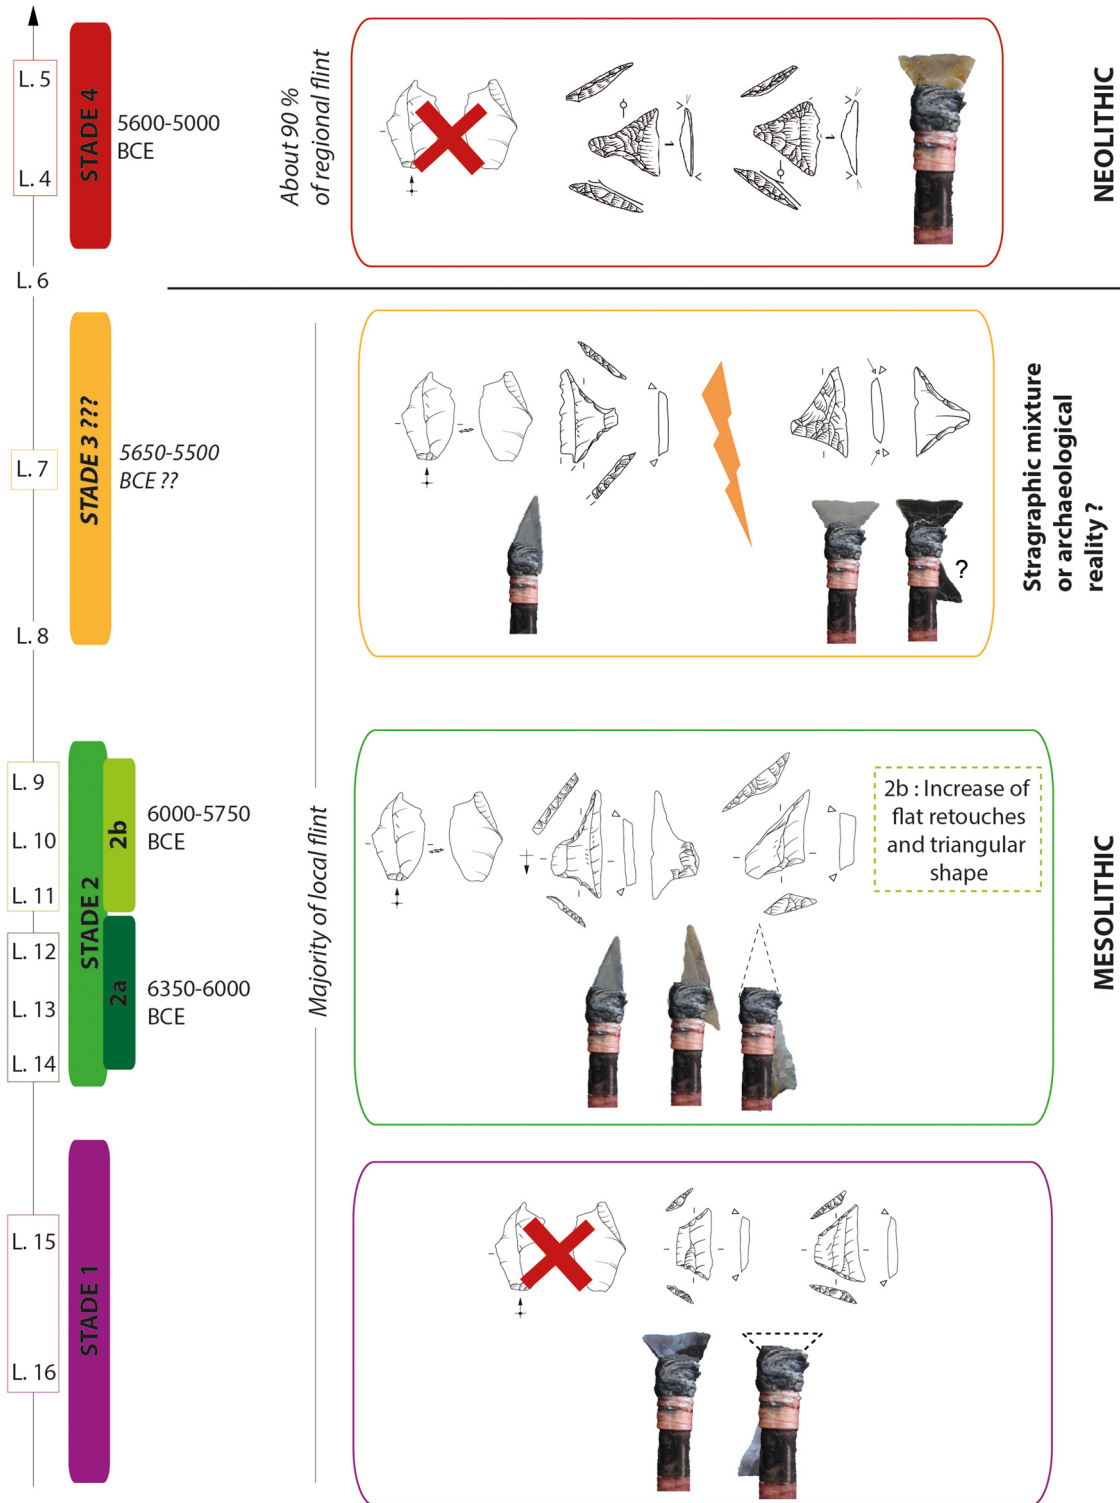 L. 5
L. 4
STADE 4
5600-5000
BCE
About 90 %
of regional flint
1
1
NEOLITHIC
L. 6
L. 7
L. 8
STADE 3 ???
5650-5500
BCE ??
?
Stragraphic mixture
or archaeological
reality ?
L. 9
L. 10
L. 11
L. 12
L. 13
L. 14
STADE 2
2b
2a
6000-5750
BCE
6350-6000
BCE
Majority of local flint
2b : Increase of
flat retouches
and triangular
shape
MESOLITHIC
L. 15
L. 16
STADE 1